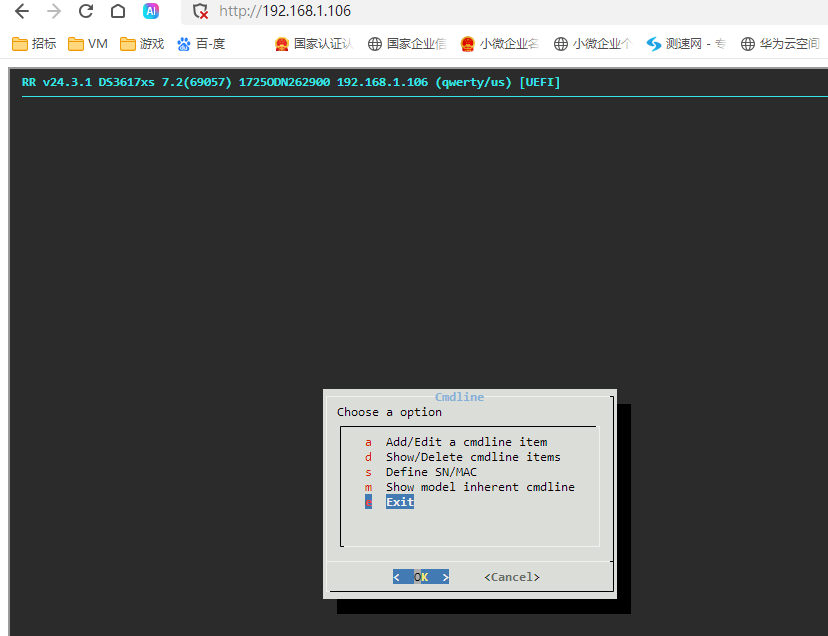 AI http://192.168.1.106
招标 VM 游戏 百-度 国家认证认 国家企业信 小微企业名 小微企业个 测速网 - 专 华为云空间
RR v24.3.1 DS3617xs 7.2(69057) 1725ODN262900 192.168.1.106 (qwerty/us) [UEFI]
Cmdline
Choose a option
a Add/Edit a cmdline item
d Show/Delete cmdline items
s Define SN/MAC
m Show model inherent cmdline
e Exit
< OK > <Cancel>